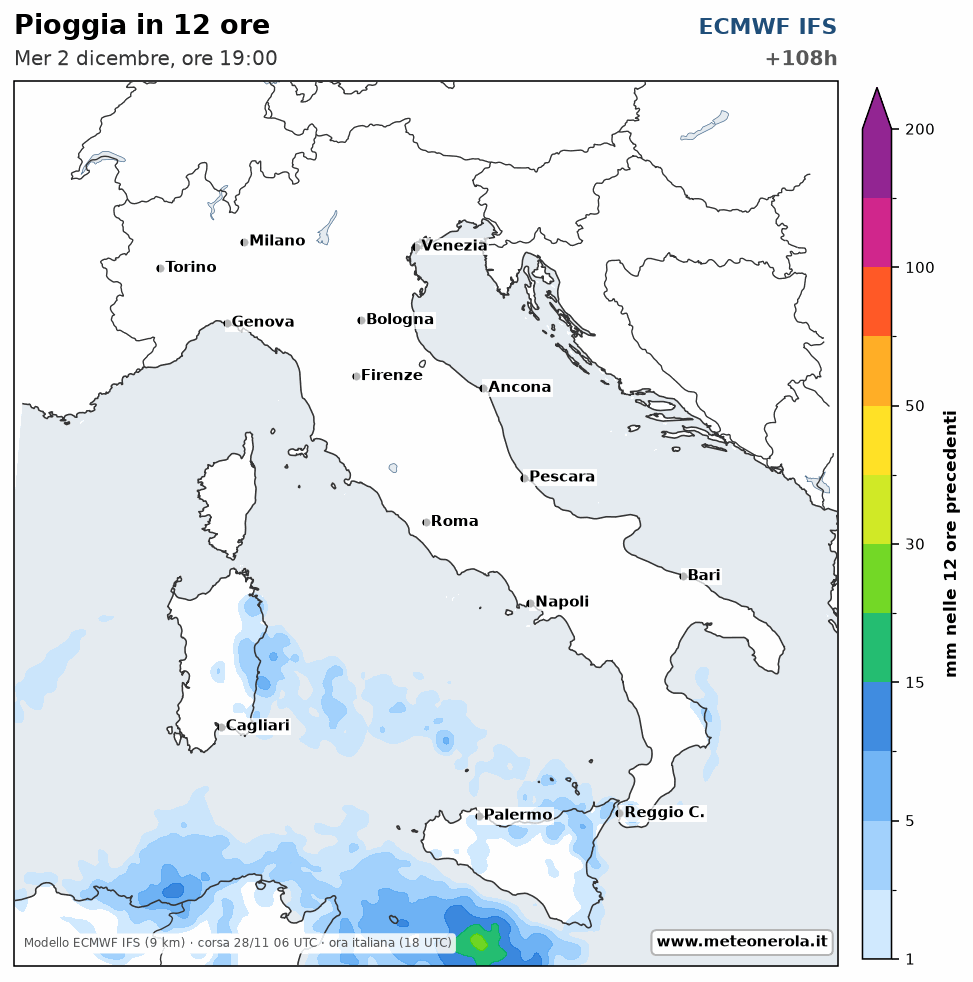 Pioggia in 12 ore
ECMWF IFS
Mer 2 dicembre, ore 19:00
+108h
200
100
50
30
15
5
1
mm nelle 12 ore precedenti
Milano
Venezia
Torino
Genova
Bologna
Firenze
Ancona
Pescara
Roma
Bari
Napoli
Cagliari
Palermo
Reggio C.
Modello ECMWF IFS (9 km) · corsa 28/11 06 UTC · ora italiana (18 UTC)
www.meteonerola.it